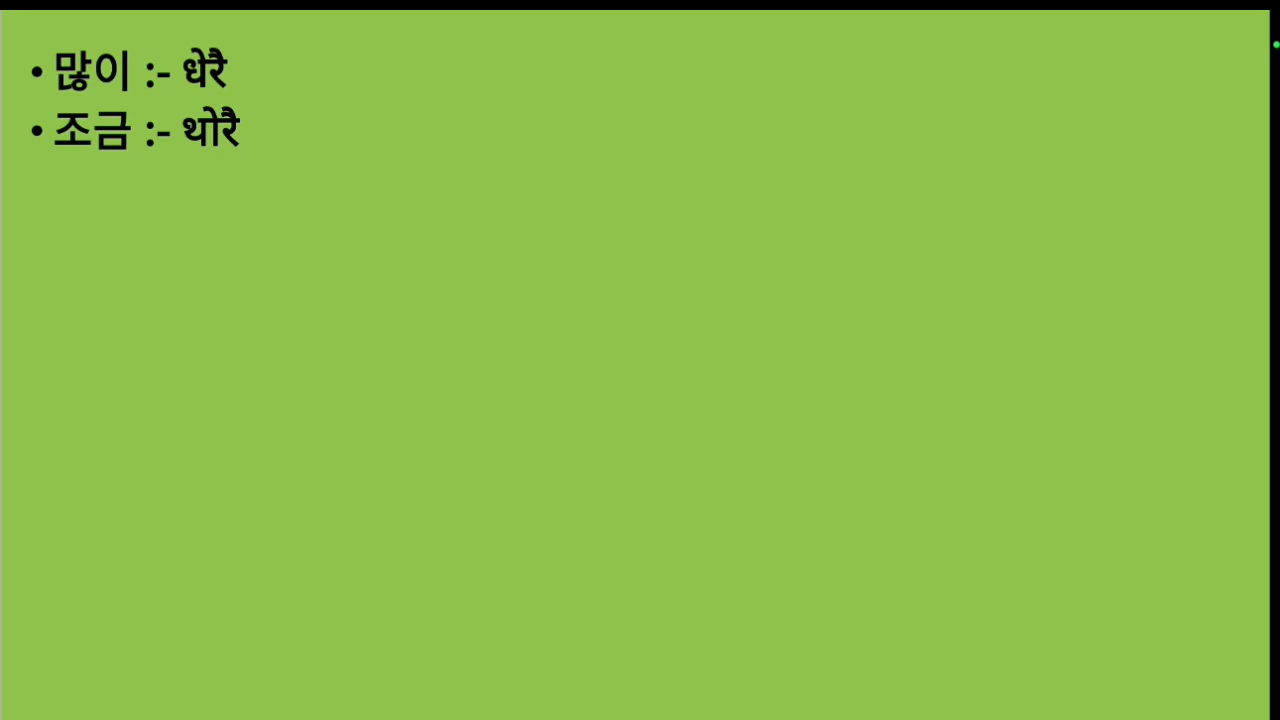 • 많이 :- धेरै
• 조금 :- थोरै